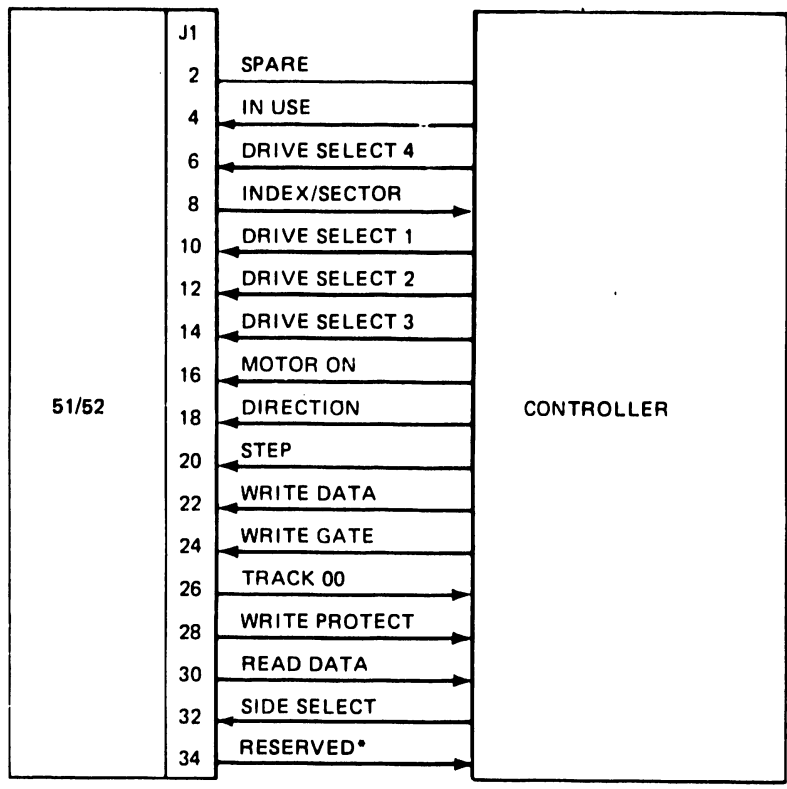 J1
2 SPARE
4 IN USE
6 DRIVE SELECT 4
8 INDEX/SECTOR
10 DRIVE SELECT 1
12 DRIVE SELECT 2
14 DRIVE SELECT 3
16 MOTOR ON
51/52 18 DIRECTION CONTROLLER
20 STEP
22 WRITE DATA
24 WRITE GATE
26 TRACK 00
28 WRITE PROTECT
30 READ DATA
32 SIDE SELECT
34 RESERVED*